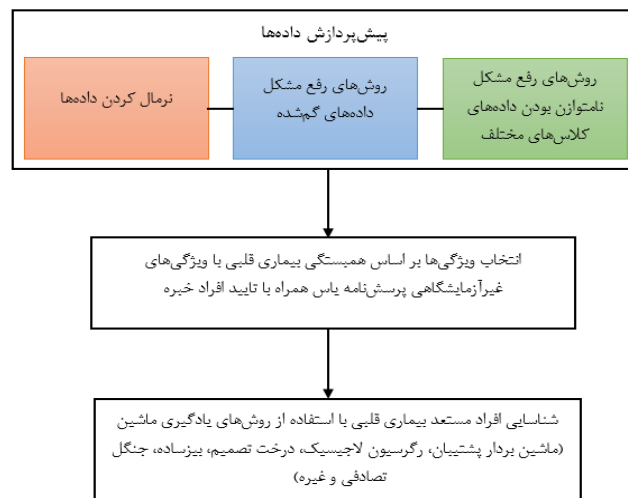 پیش‌پردازش داده‌ها
روش‌های رفع مشکل
نامتوازن بودن داده‌های
کلاس‌های مختلف
روش‌های رفع مشکل
داده‌های گم‌شده
نرمال کردن داده‌ها
انتخاب ویژگی‌ها بر اساس همبستگی بیماری قلبی با ویژگی‌های
غیرآزمایشگاهی پرسش‌نامه یاس همراه با تایید افراد خبره
شناسایی افراد مستعد بیماری قلبی با استفاده از روش‌های یادگیری ماشین
(ماشین بردار پشتیبان، رگرسیون لاجیسیک، درخت تصمیم، بیزساده، جنگل
تصادفی و غیره)